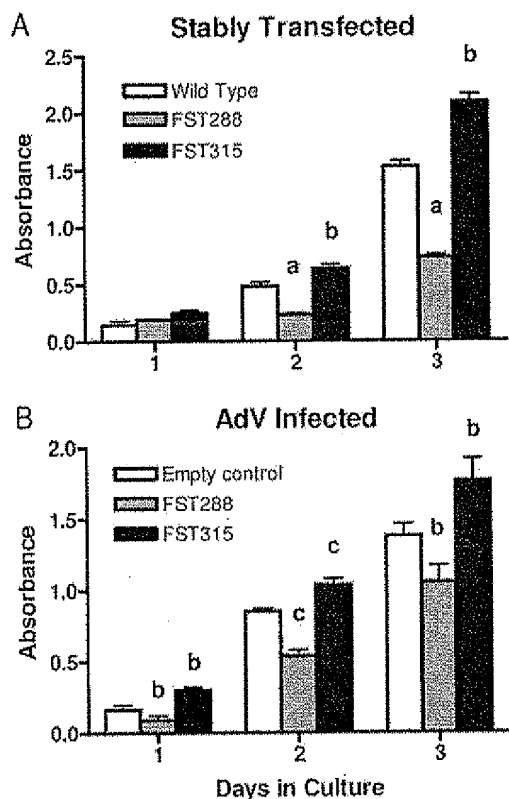 A
Stably Transfected
Absorbance
2.5
2.0
1.5
1.0
0.5
0.0
Wild Type
FST288
FST315
a
b
a
b
1
2
3
B
AdV Infected
Absorbance
2.0
1.5
1.0
0.5
0.0
Empty control
FST288
FST315
b
b
c
c
b
b
1
2
3
Days in Culture